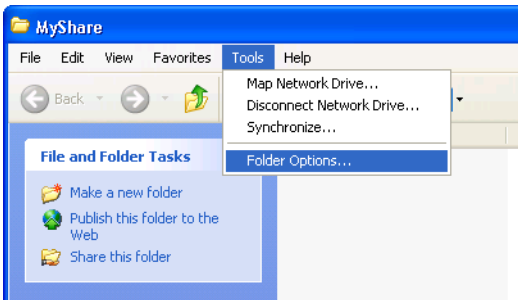 MyShare
File Edit View Favorites Tools Help
Map Network Drive...
Disconnect Network Drive...
Synchronize...
Folder Options...
Back
File and Folder Tasks
Make a new folder
Publish this folder to the
Web
Share this folder